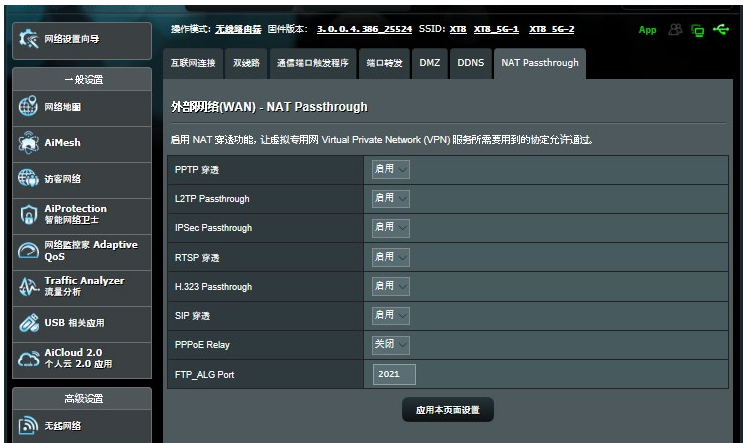 网络设置向导
操作模式: 无线路由器 固件版本: 3.0.0.4.386_25524 SSID: XT8 XT8_5G-1 XT8_5G-2
App
一般设置
网络地图
AiMesh
访客网络
AiProtection
智能网络卫士
网络监控家 Adaptive
QoS
Traffic Analyzer
流量分析
USB 相关应用
AiCloud 2.0
个人云 2.0 应用
高级设置
无线网络
互联网连接 双线路 通信端口触发程序 端口转发 DMZ DDNS NAT Passthrough
外部网络(WAN) - NAT Passthrough
启用 NAT 穿透功能, 让虚拟专用网 Virtual Private Network (VPN) 服务所需要用到的协定允许通过。
PPTP 穿透 启用
L2TP Passthrough 启用
IPSec Passthrough 启用
RTSP 穿透 启用
H.323 Passthrough 启用
SIP 穿透 启用
PPPoE Relay 关闭
FTP_ALG Port 2021
应用本页面设置